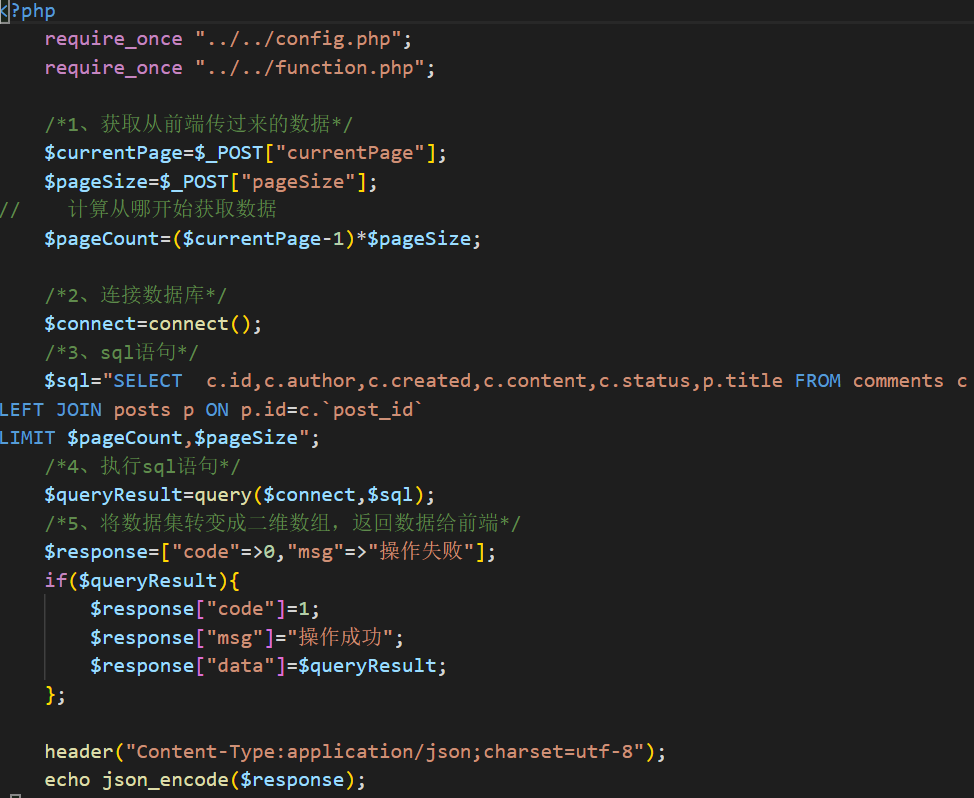 <?php
    require_once "../../config.php";
    require_once "../../function.php";

    /*1、获取从前端传过来的数据*/
    $currentPage=$_POST["currentPage"];
    $pageSize=$_POST["pageSize"];
//    计算从哪开始获取数据
    $pageCount=($currentPage-1)*$pageSize;

    /*2、连接数据库*/
    $connect=connect();
    /*3、sql语句*/
    $sql="SELECT  c.id,c.author,c.created,c.content,c.status,p.title FROM comments c
LEFT JOIN posts p ON p.id=c.`post_id`
LIMIT $pageCount,$pageSize";
    /*4、执行sql语句*/
    $queryResult=query($connect,$sql);
    /*5、将数据集转变成二维数组，返回数据给前端*/
    $response=["code"=>0,"msg"=>"操作失败"];
    if($queryResult){
        $response["code"]=1;
        $response["msg"]="操作成功";
        $response["data"]=$queryResult;
    };

    header("Content-Type:application/json;charset=utf-8");
    echo json_encode($response);